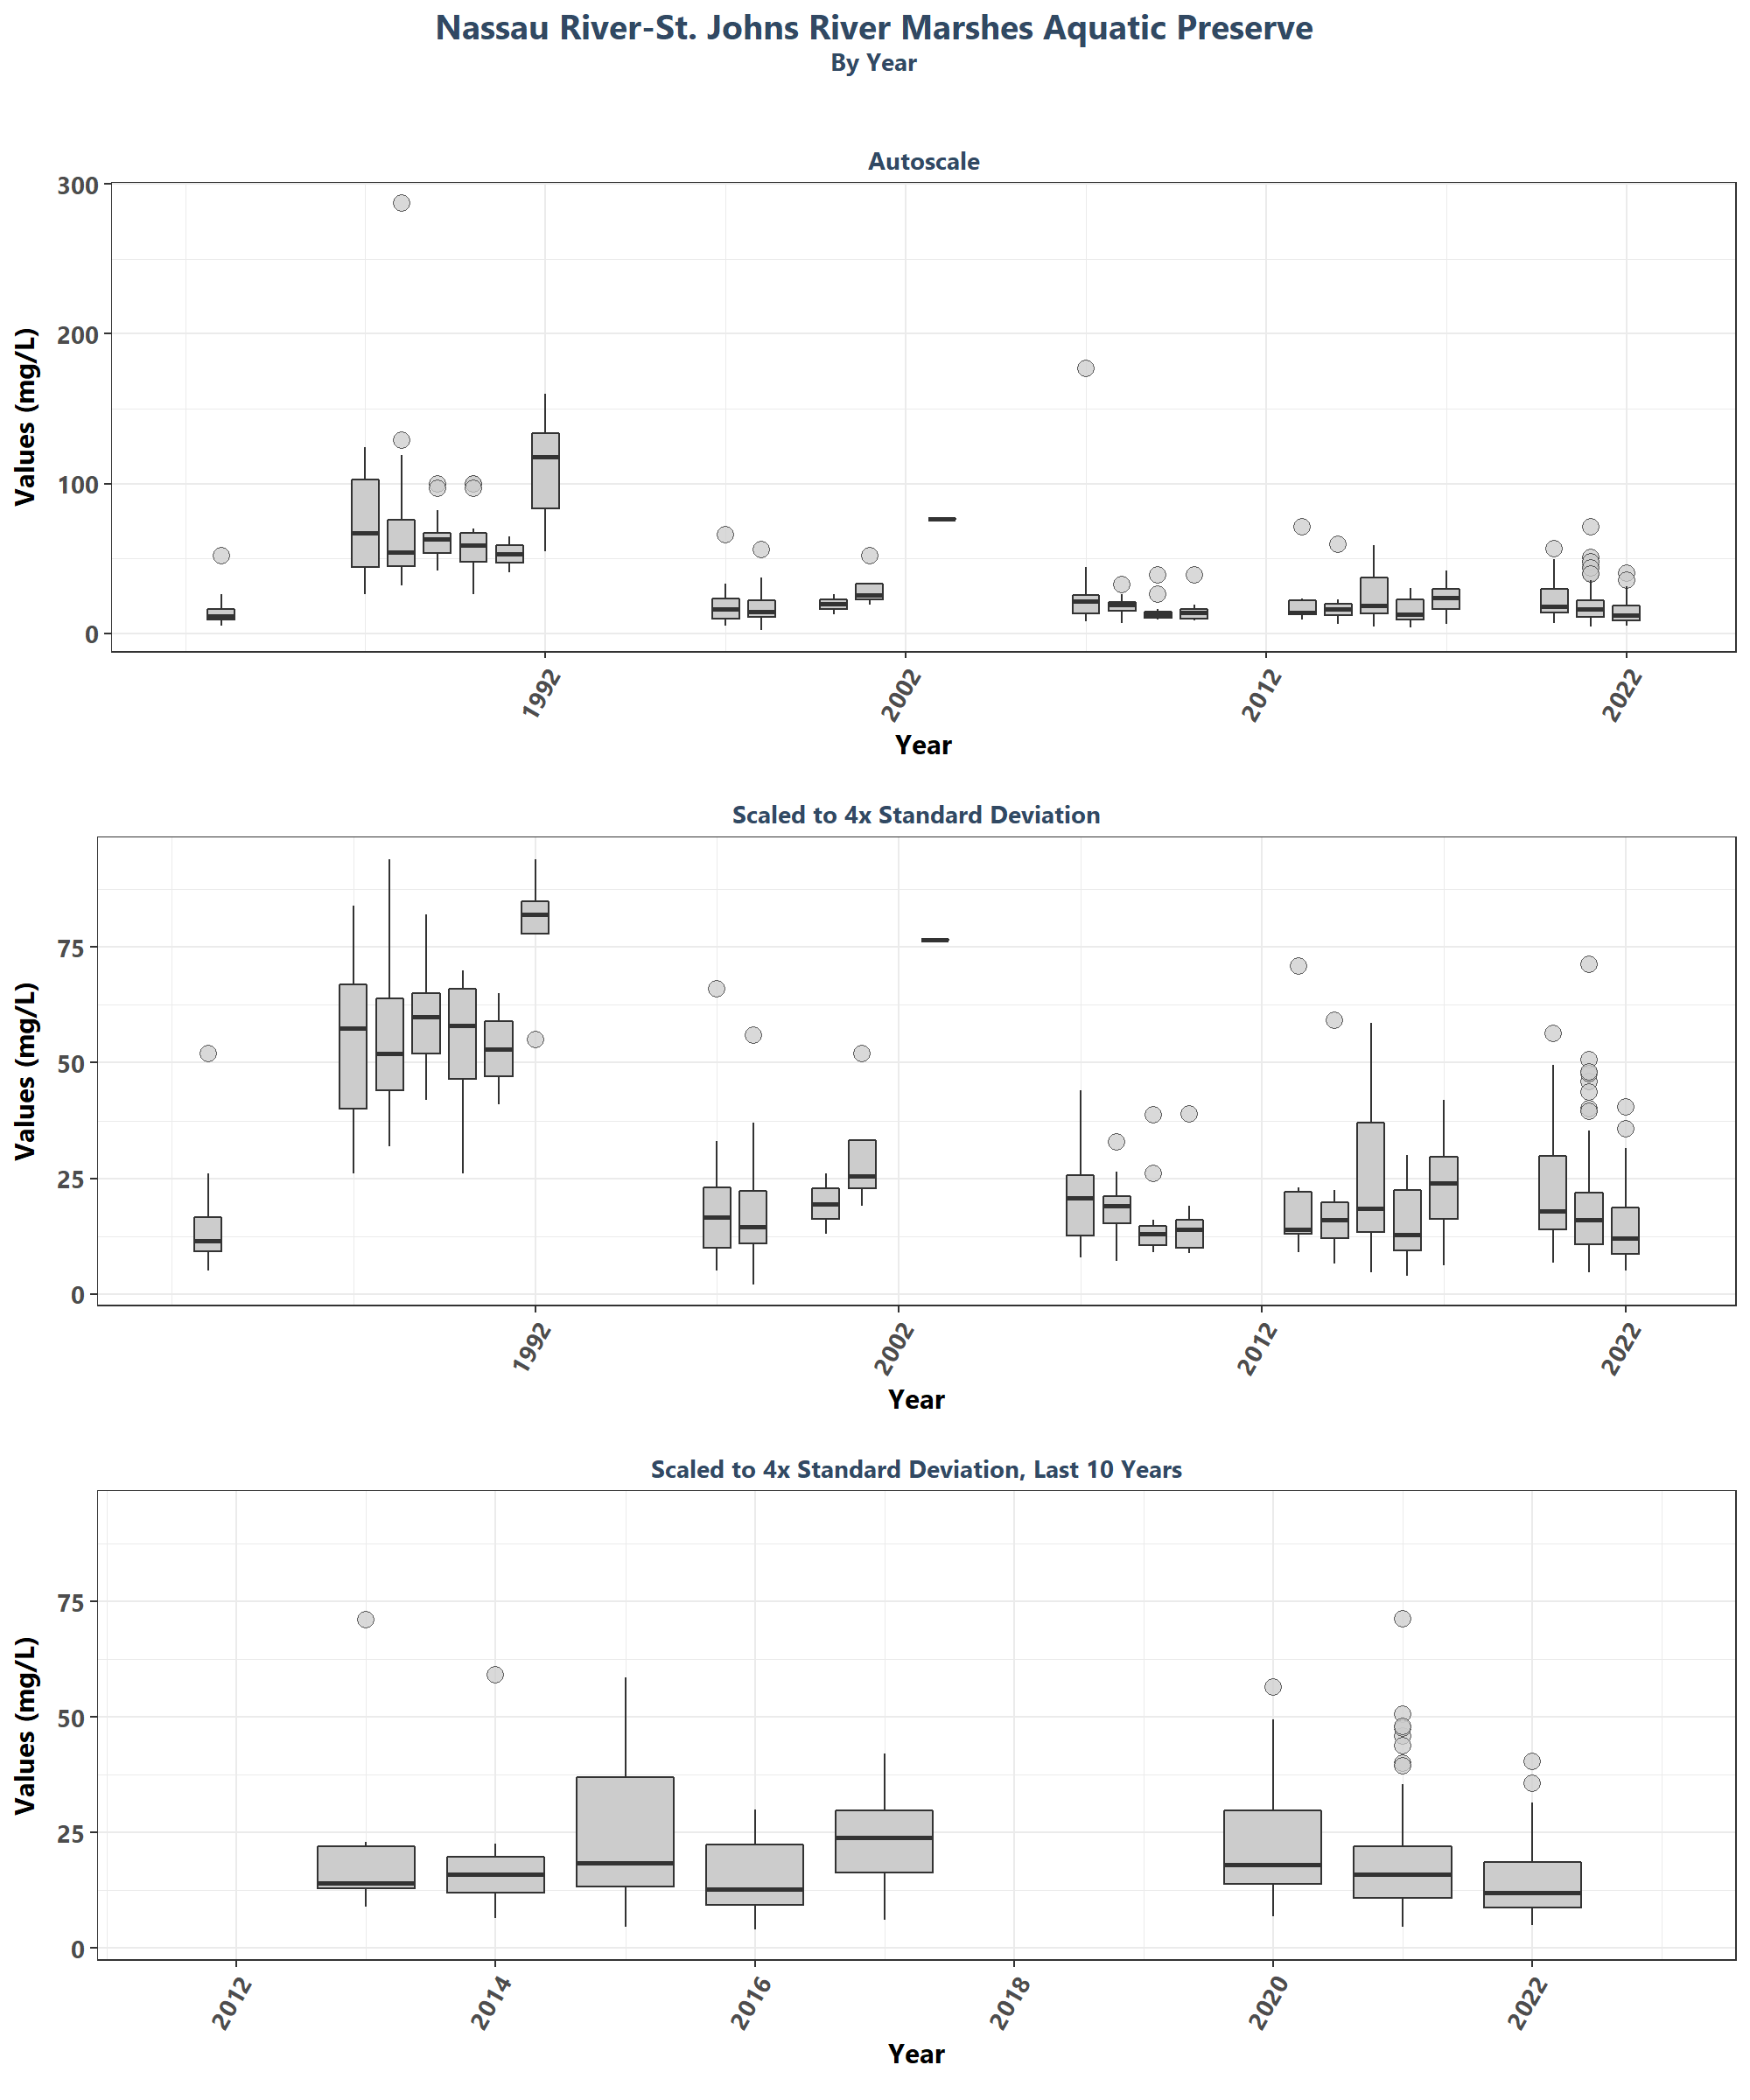 Nassau River-St. Johns River Marshes Aquatic Preserve
By Year
Autoscale
300
200
100
0
Values (mg/L)
1992
2002
2012
2022
Year
Scaled to 4x Standard Deviation
75
50
25
0
Values (mg/L)
1992
2002
2012
2022
Year
Scaled to 4x Standard Deviation, Last 10 Years
75
50
25
0
Values (mg/L)
2012
2014
2016
2018
2020
2022
Year